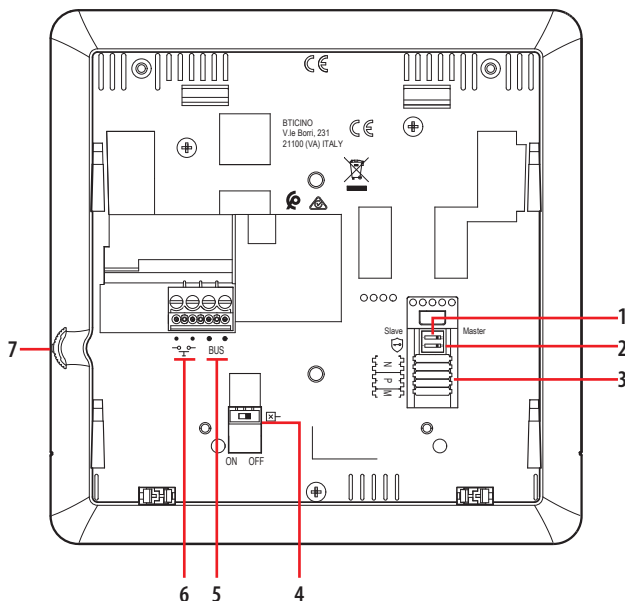 CE
BTICINO
V.le Borri, 231
21100 (VA) ITALY
CE
1
Slave
Master
2
7
BUS
N
3
P
M
4
ON OFF
6
5
4